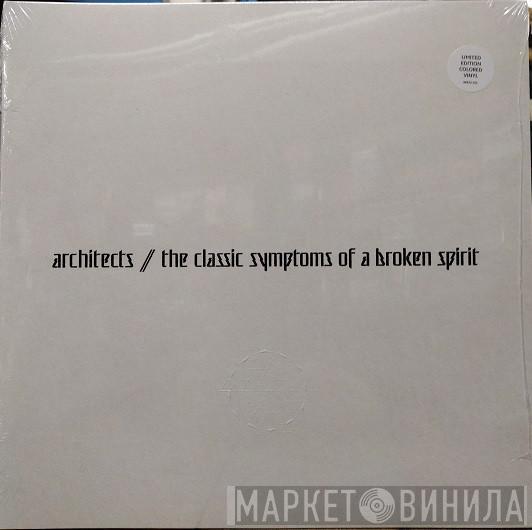 LIMITED
EDITION
COLORED
VINYL
architects // the classic symptoms of a broken spirit
МАРКЕТ ВИНИЛА